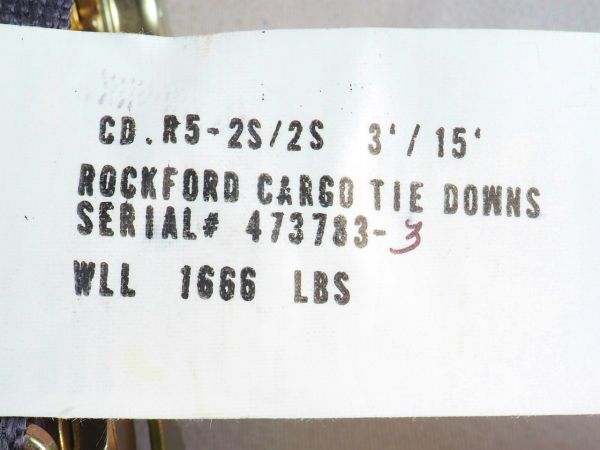 CD. R5-2S/2S 3'/15'
ROCKFORD CARGO TIE DOWNS
SERIAL# 473783-3
WLL 1666 LBS